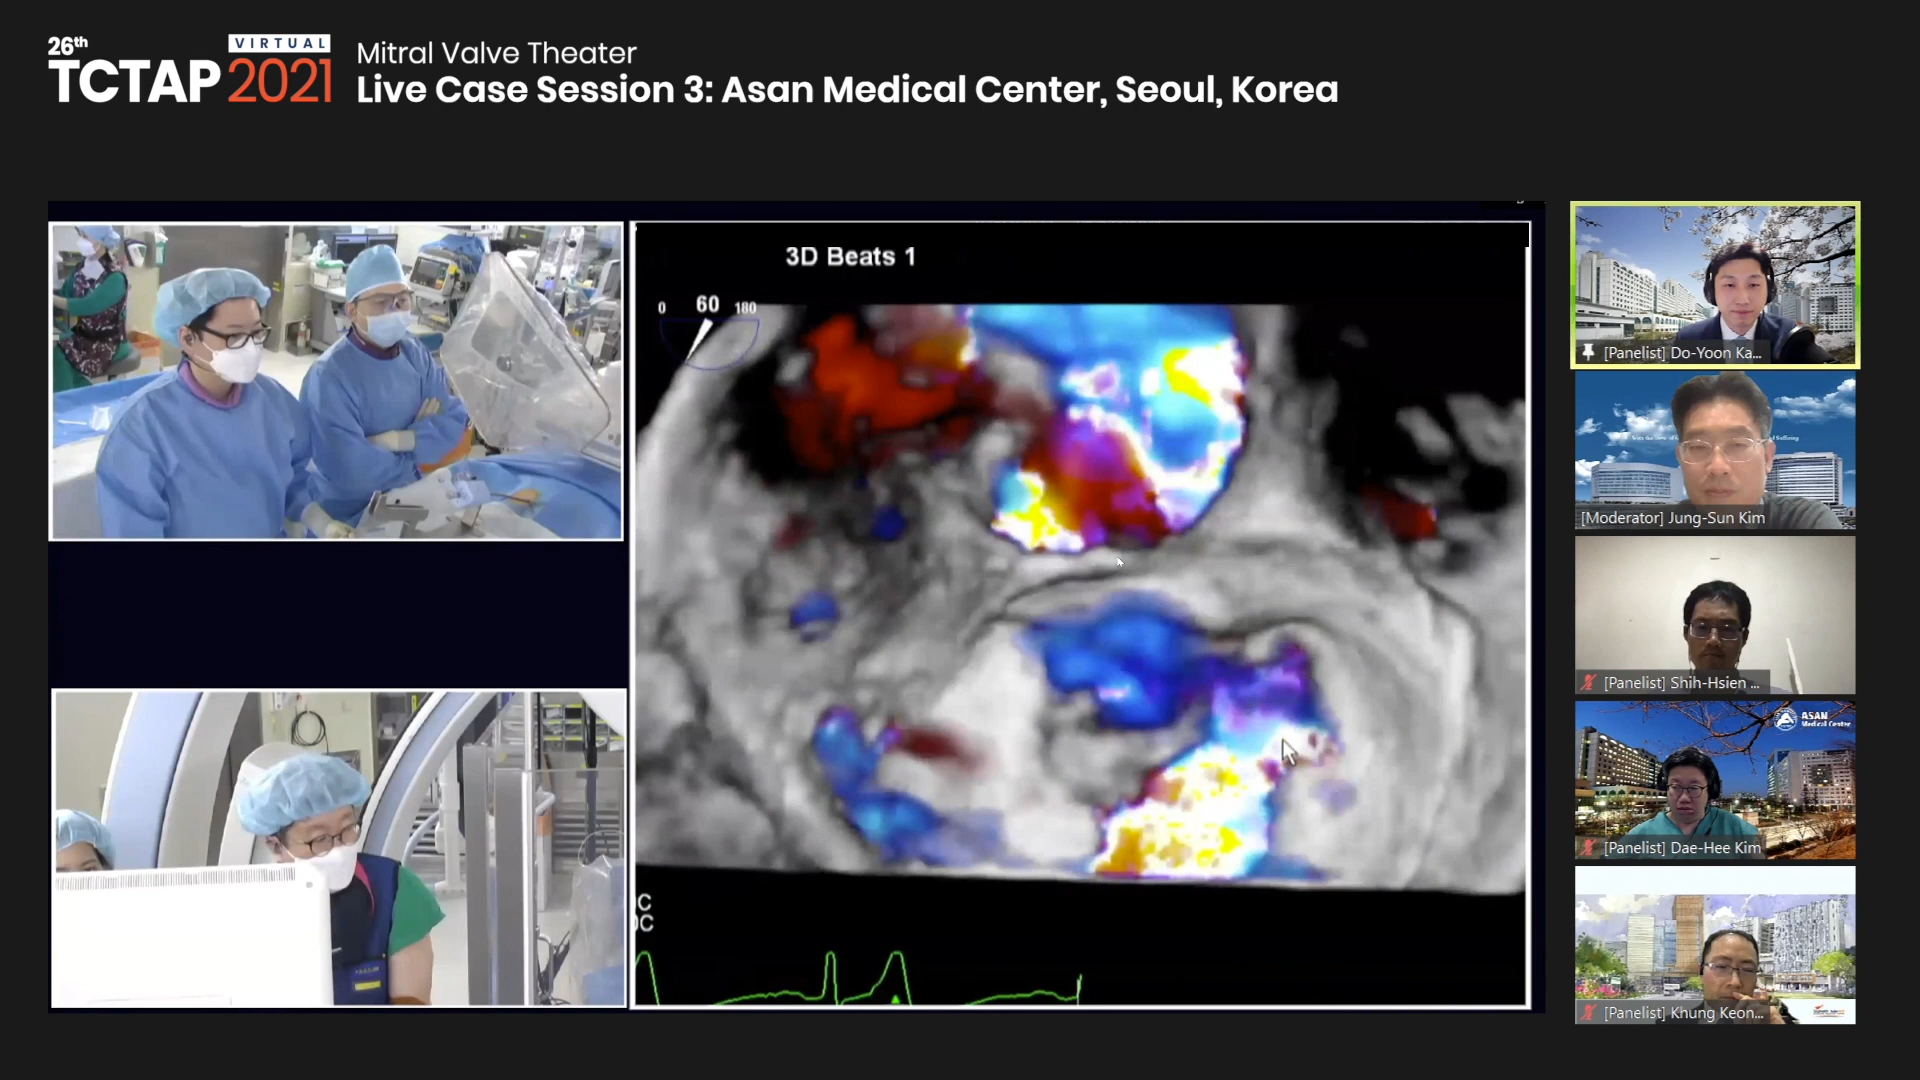 26th
VIRTUAL
TCTAP 2021
Mitral Valve Theater
Live Case Session 3: Asan Medical Center, Seoul, Korea
3D Beats 1
0 60 180
C
C
[Panelist] Do-Yoon Ka...
[Moderator] Jung-Sun Kim
[Panelist] Shih-Hsien ...
ASAN
Medical Center
[Panelist] Dae-Hee Kim
[Panelist] Khung Keon...